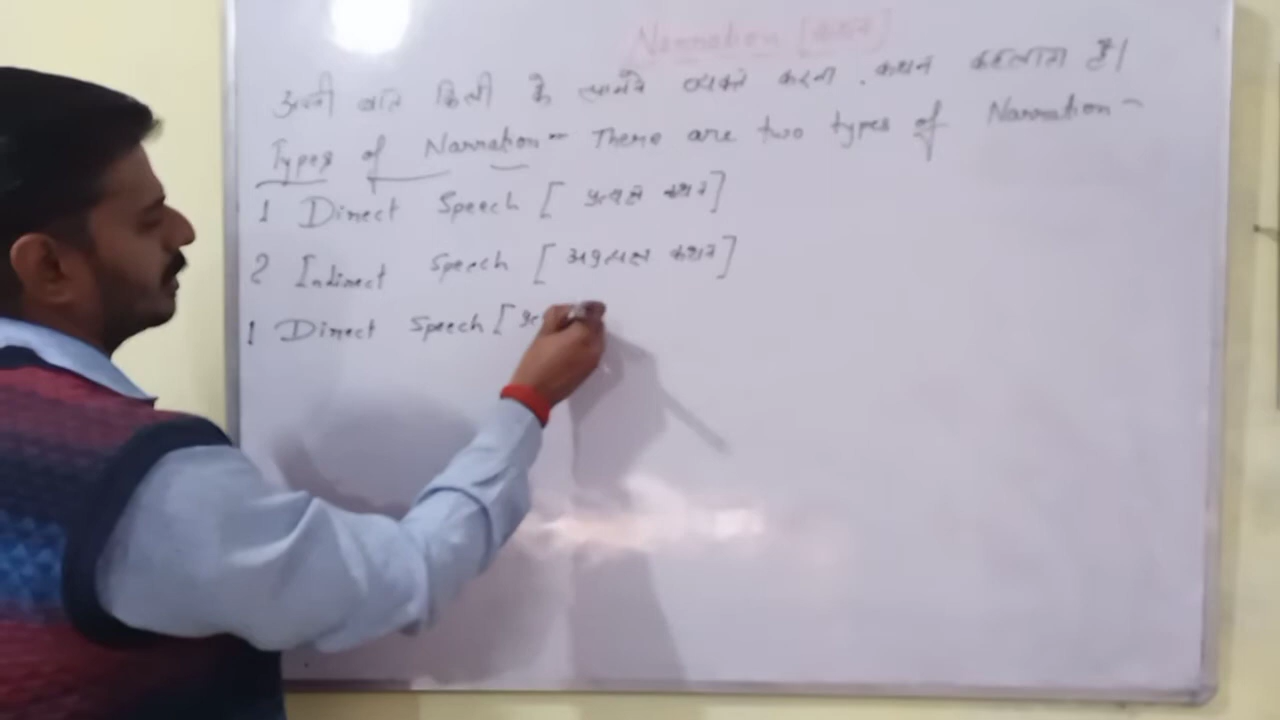 Narration [कथन]
अपनी बात किसी के सामने व्यक्त करना . कथन कहलाता है।
Types of Narration - There are two types of Narration -
1 Direct Speech [ प्रत्यक्ष कथन ]
2 Indirect Speech [ अप्रत्यक्ष कथन ]
1 Direct Speech [